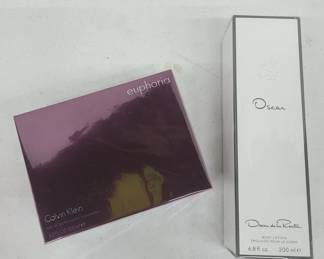 euphoria
Calvin Klein
Oscar
Oscar de la Renta
BODY LOTION
6.8 fl. oz. 200 ml e